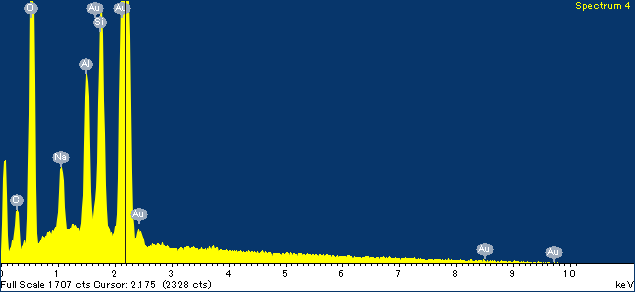 Spectrum 4
O Au Au
Si
Al
Na
C
Au
Au
Au
0 1 2 3 4 5 6 7 8 9 10
Full Scale 1707 cts Cursor: 2.175 (2328 cts) keV